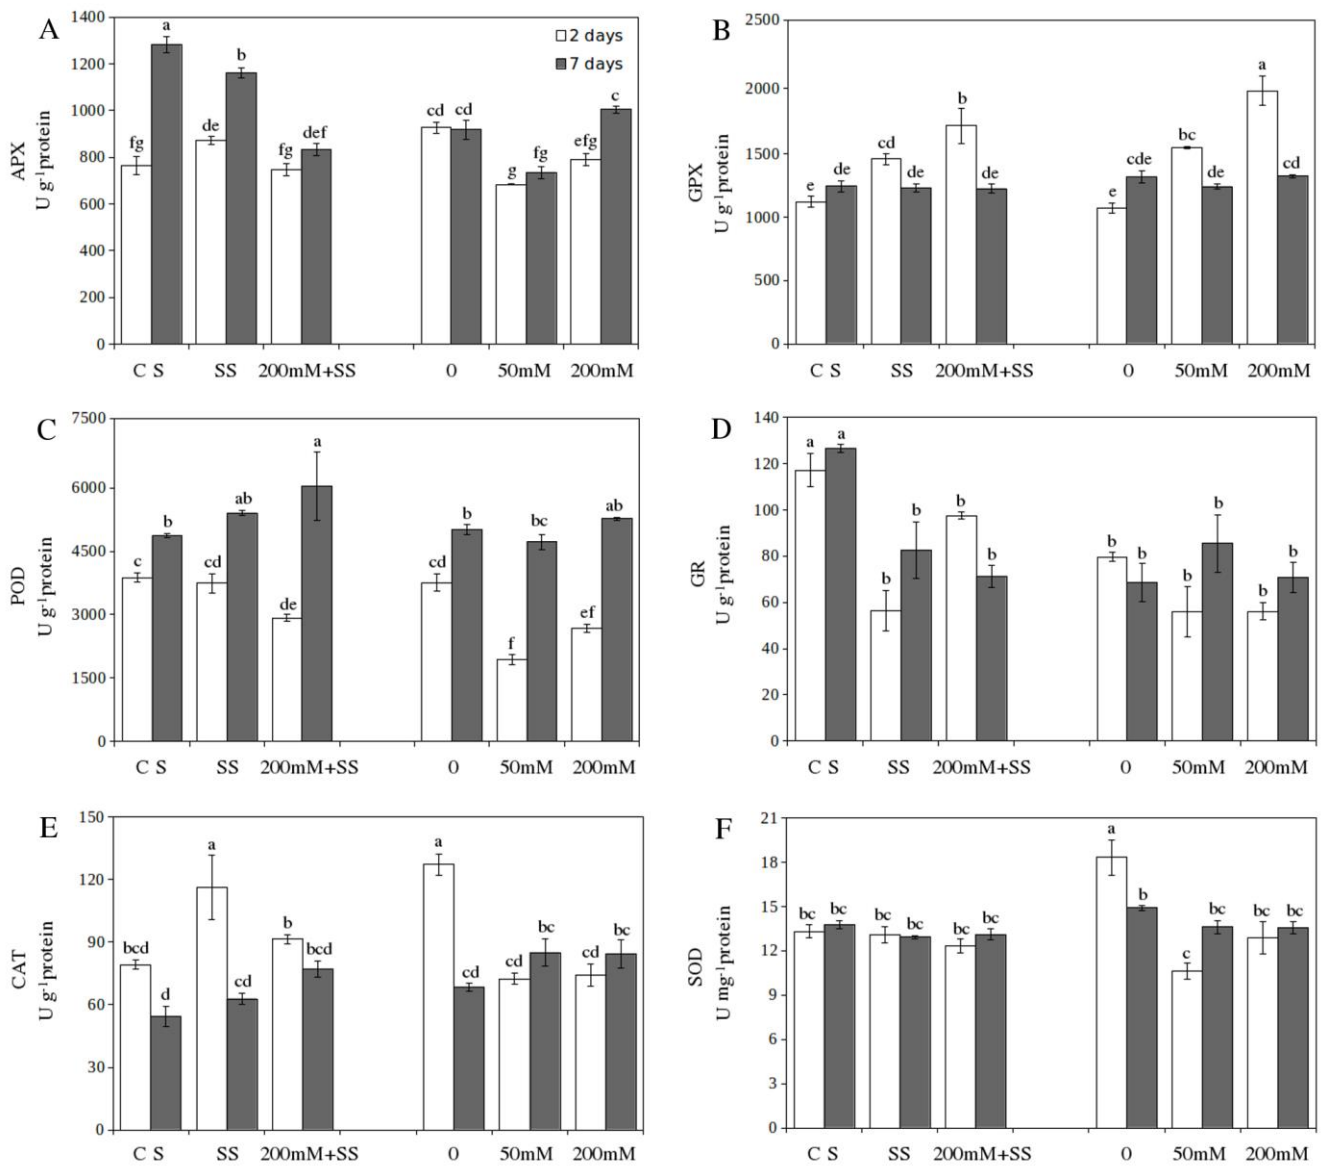 A
APX
U g-1protein
1400
1200
1000
800
600
400
200
0
2 days
7 days
fg a de b fg def cd cd g fg efg c
C S SS 200mM+SS 0 50mM 200mM
B
GPX
U g-1protein
2500
2000
1500
1000
500
0
e de cd de b de e cde bc de a cd
C S SS 200mM+SS 0 50mM 200mM
C
POD
U g-1protein
7500
6000
4500
3000
1500
0
c b cd ab de a cd b f bc ef ab
C S SS 200mM+SS 0 50mM 200mM
D
GR
U g-1protein
140
120
100
80
60
40
20
0
a a b b b b b b b b b b
C S SS 200mM+SS 0 50mM 200mM
E
CAT
U g-1protein
150
120
90
60
30
0
bcd d a cd b bcd a cd cd bc cd bc
C S SS 200mM+SS 0 50mM 200mM
F
SOD
U mg-1protein
21
18
15
12
9
6
3
0
bc bc bc bc bc bc a b c bc bc bc
C S SS 200mM+SS 0 50mM 200mM